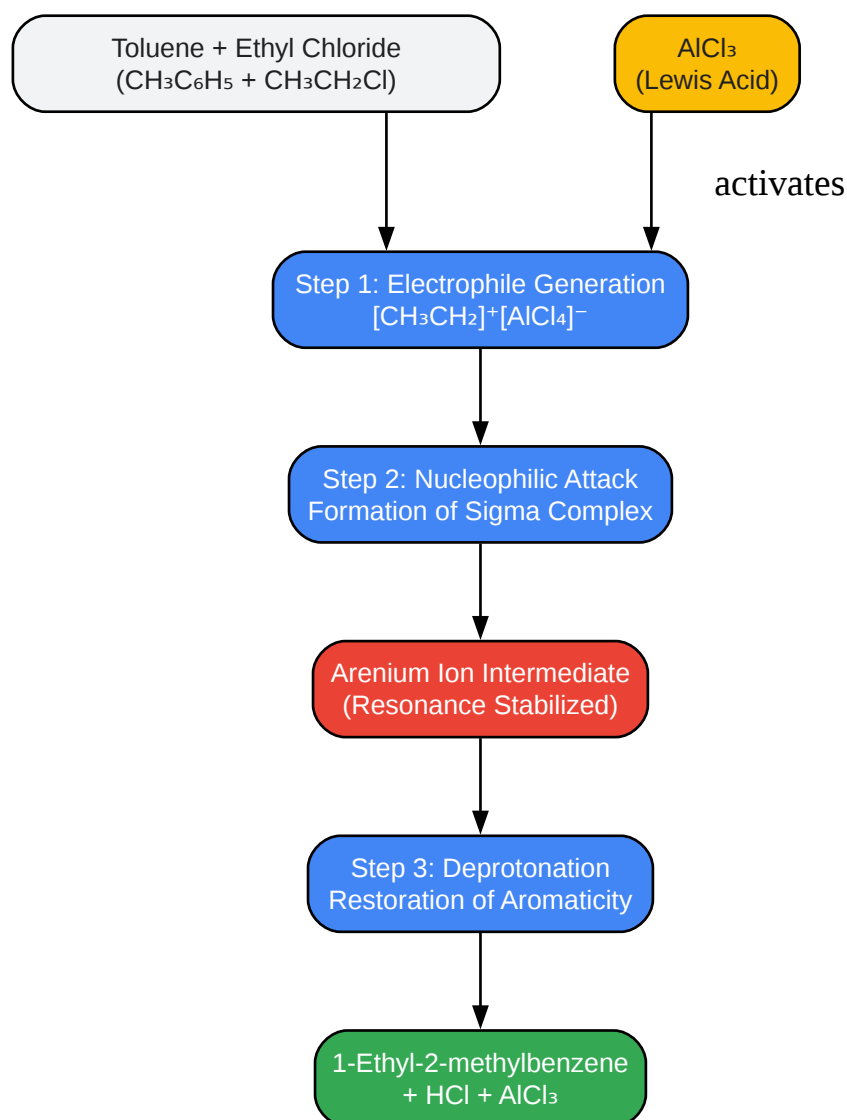 Toluene + Ethyl Chloride
(CH₃C₆H₅ + CH₃CH₂Cl)
AlCl₃
(Lewis Acid)
activates
Step 1: Electrophile Generation
[CH₃CH₂]⁺[AlCl₄]⁻
Step 2: Nucleophilic Attack
Formation of Sigma Complex
Arenium Ion Intermediate
(Resonance Stabilized)
Step 3: Deprotonation
Restoration of Aromaticity
1-Ethyl-2-methylbenzene
+ HCl + AlCl₃